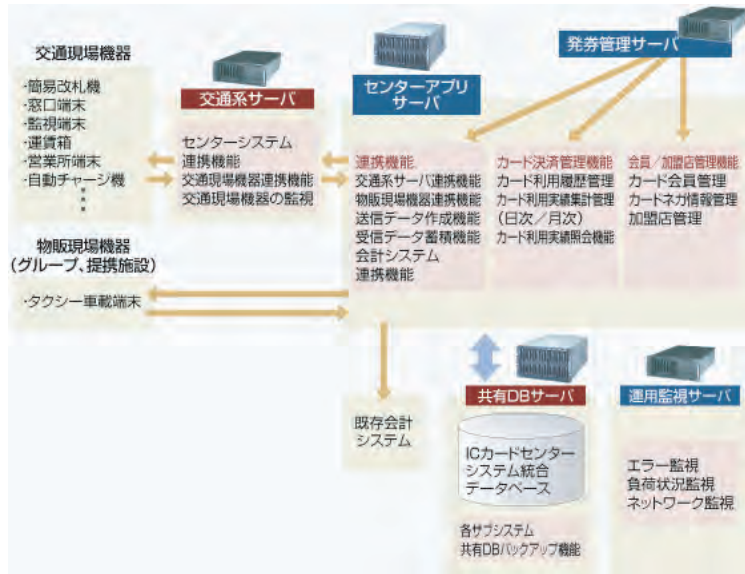 交通現場機器
・簡易改札機
・窓口端末
・監視端末
・運賃箱
・営業所端末
・自動チャージ機
物販現場機器
(グループ、提携施設)
・タクシー車載端末
交通系サーバ
センターシステム
連携機能
交通現場機器連携機能
交通現場機器の監視
センターアプリ
サーバ
連携機能
交通系サーバ連携機能
物販現場機器連携機能
送信データ作成機能
受信データ蓄積機能
会計システム
連携機能
発券管理サーバ
カード決済管理機能
カード利用履歴管理
カード利用実績集計管理
(日次/月次)
カード利用実績照会機能
会員/加盟店管理機能
カード会員管理
カードネガ情報管理
加盟店管理
既存会計
システム
共有DBサーバ
ICカードセンター
システム統合
データベース
各サブシステム
共有DBバックアップ機能
運用監視サーバ
エラー監視
負荷状況監視
ネットワーク監視